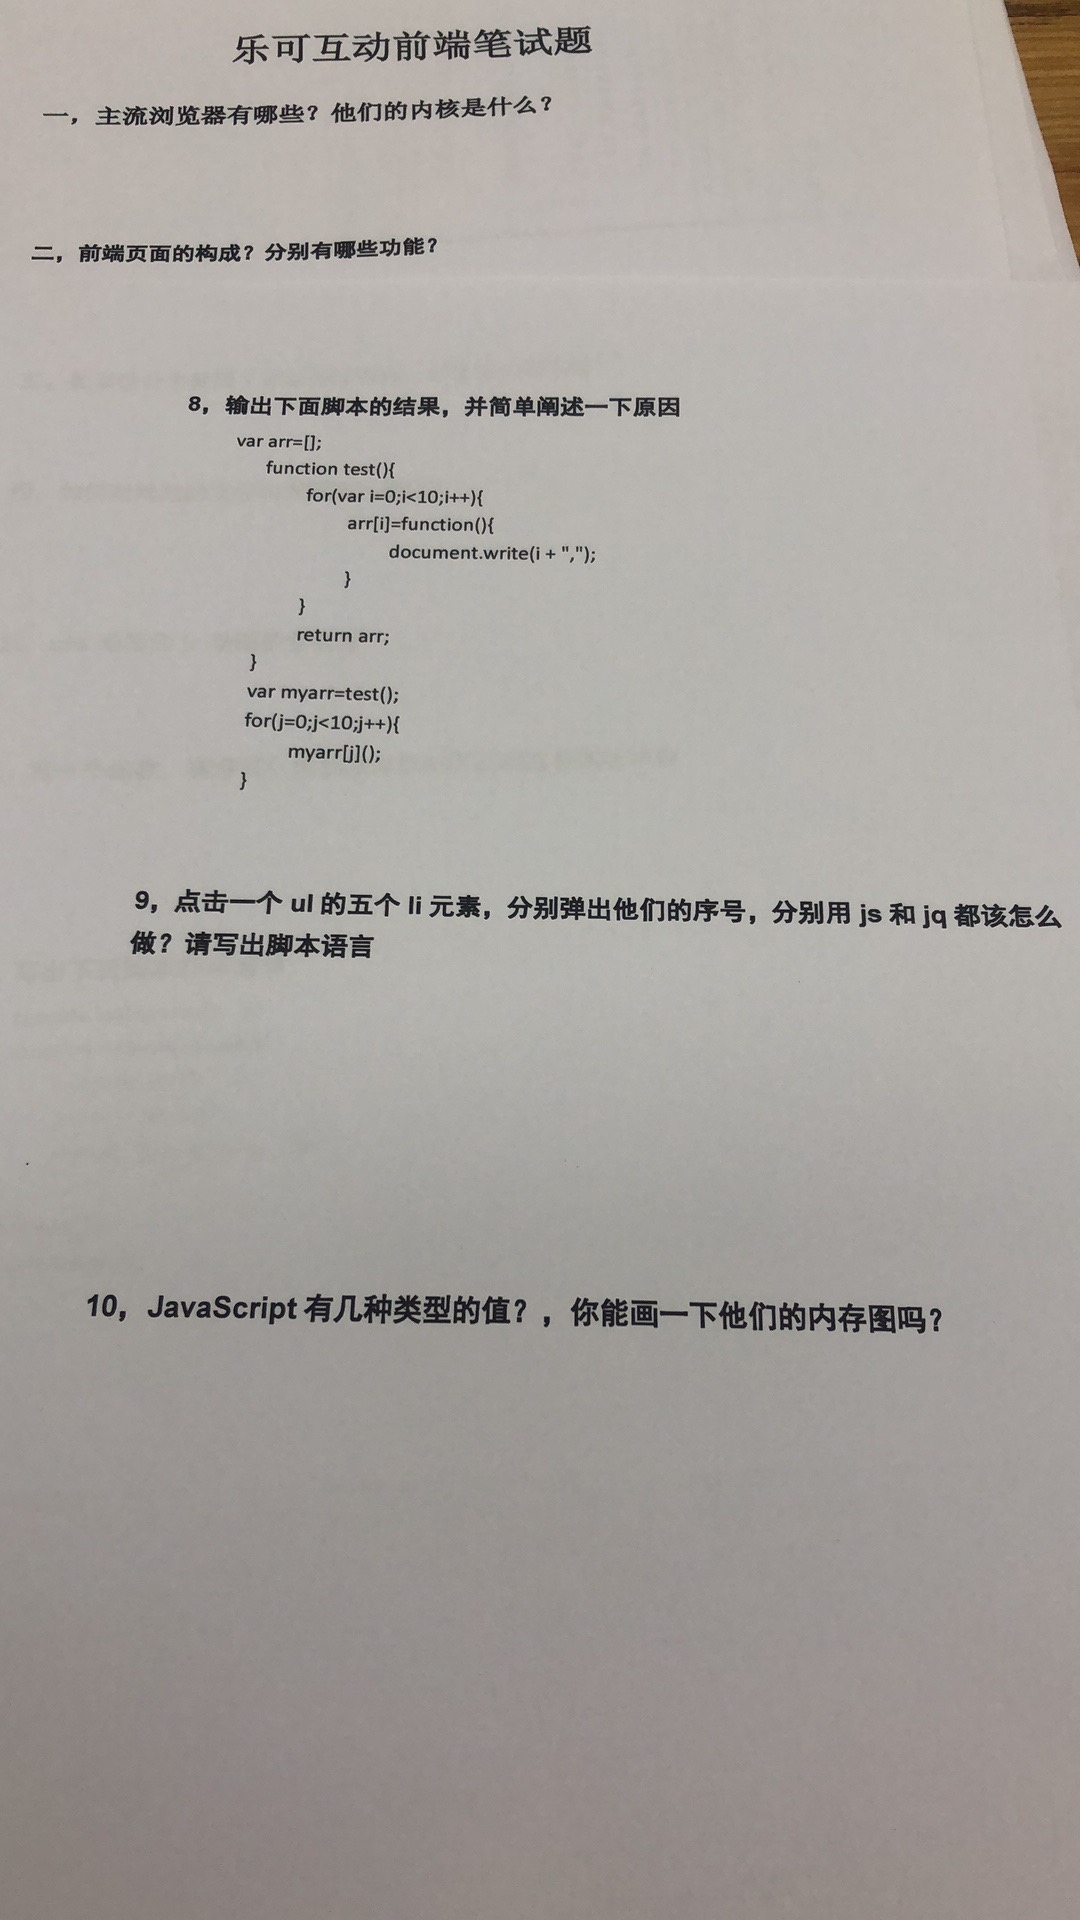 乐可互动前端笔试题
一，主流浏览器有哪些？他们的内核是什么？
二，前端页面的构成？分别有哪些功能？
8，输出下面脚本的结果，并简单阐述一下原因
var arr=[];
function test(){
for(var i=0;i<10;i++){
arr[i]=function(){
document.write(i + ",");
}
}
return arr;
}
var myarr=test();
for(j=0;j<10;j++){
myarr[j]();
}
9，点击一个 ul 的五个 li 元素，分别弹出他们的序号，分别用 js 和 jq 都该怎么
做？请写出脚本语言
10，JavaScript 有几种类型的值？，你能画一下他们的内存图吗？